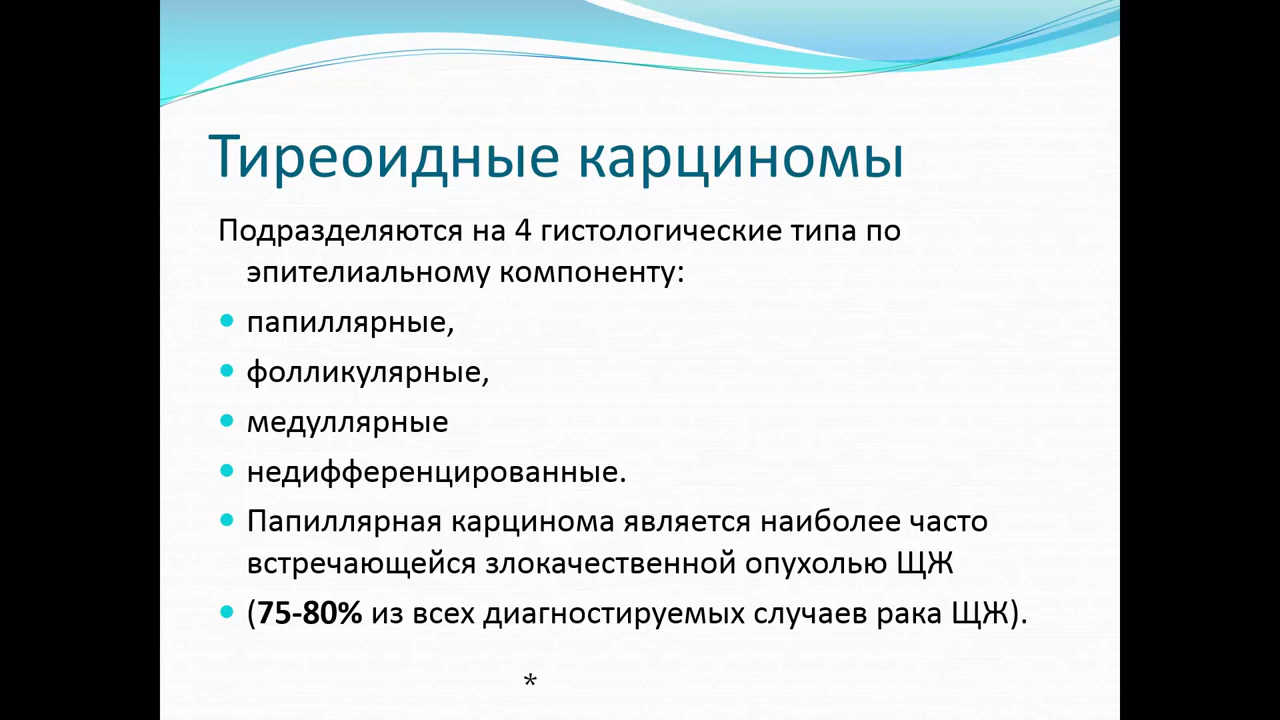 Тиреоидные карциномы
Подразделяются на 4 гистологические типа по
эпителиальному компоненту:
• папиллярные,
• фолликулярные,
• медуллярные
• недифференцированные.
• Папиллярная карцинома является наиболее часто
встречающейся злокачественной опухолью ЩЖ
• (75-80% из всех диагностируемых случаев рака ЩЖ).
*